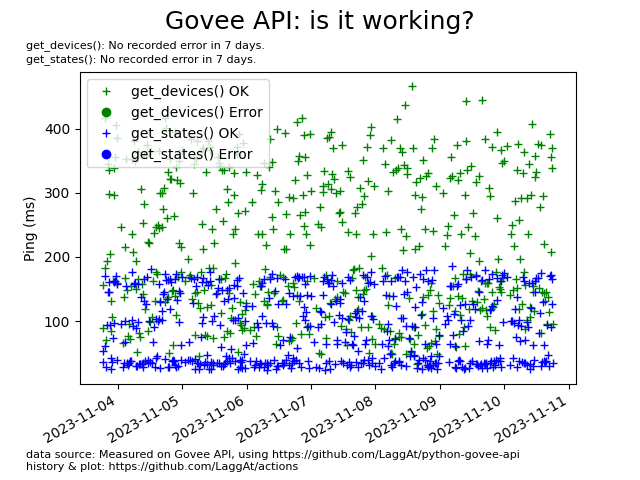 Govee API: is it working?
get_devices(): No recorded error in 7 days.
get_states(): No recorded error in 7 days.
get_devices() OK
get_devices() Error
get_states() OK
get_states() Error
Ping (ms)
400
300
200
100
2023-11-04
2023-11-05
2023-11-06
2023-11-07
2023-11-08
2023-11-09
2023-11-10
2023-11-11
data source: Measured on Govee API, using https://github.com/LaggAt/python-govee-api
history & plot: https://github.com/LaggAt/actions